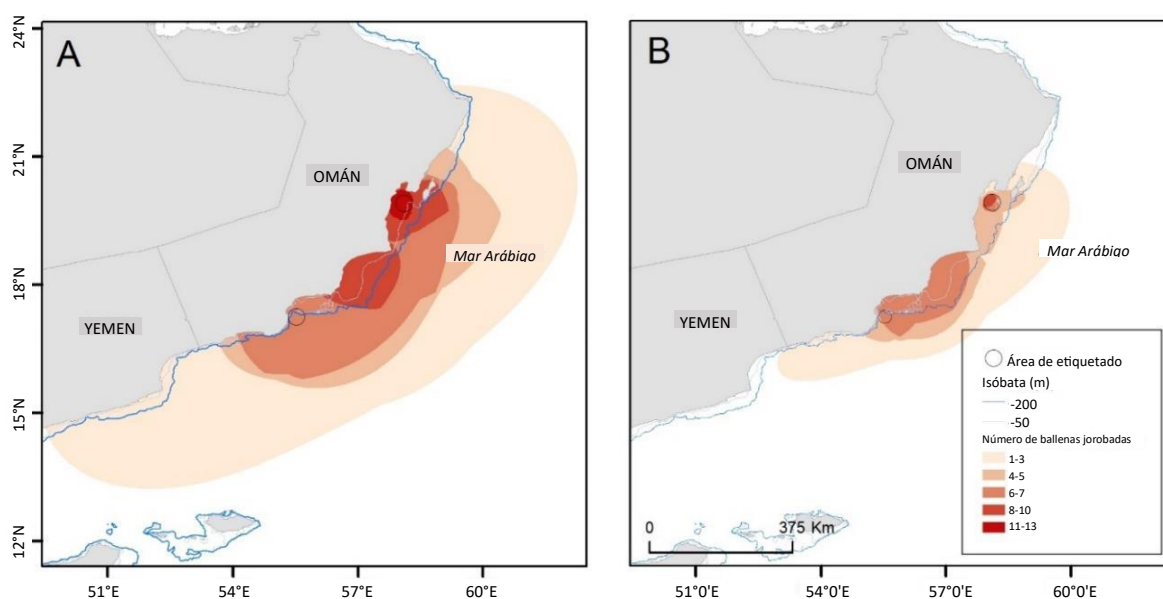 24°N
21°N
18°N
15°N
12°N
A
OMÁN
Mar Arábigo
YEMEN
51°E
54°E
57°E
60°E
B
OMÁN
Mar Arábigo
YEMEN
Área de etiquetado
Isóbata (m)
-200
-50
Número de ballenas jorobadas
1-3
4-5
6-7
8-10
11-13
0
375 Km
51°0'E
54°0'E
57°0'E
60°0'E